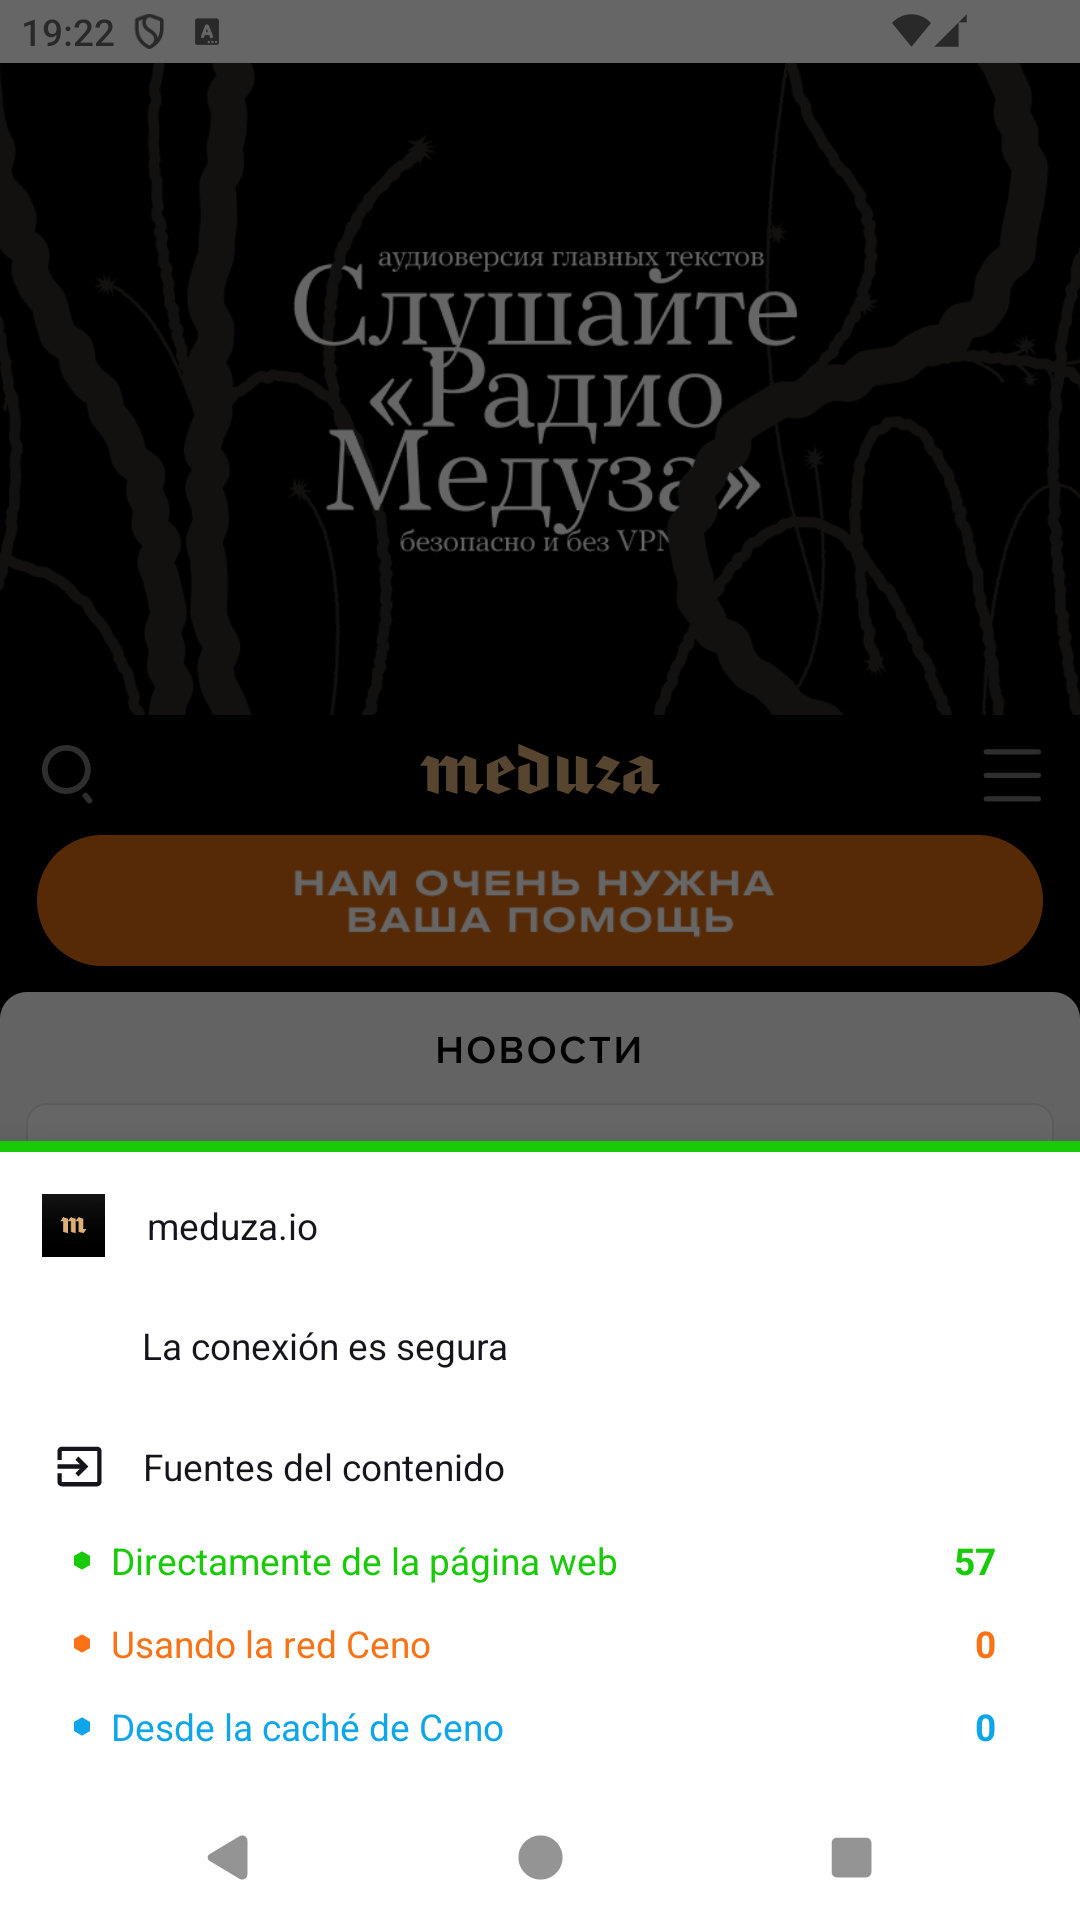 19:22
аудиоверсия главных текстов
Слушайте
«Радио
Медуза»
безопасно и без VPN
meduza
НАМ ОЧЕНЬ НУЖНА
ВАША ПОМОЩЬ
НОВОСТИ
m
meduza.io
La conexión es segura
Fuentes del contenido
Directamente de la página web 57
Usando la red Ceno 0
Desde la caché de Ceno 0